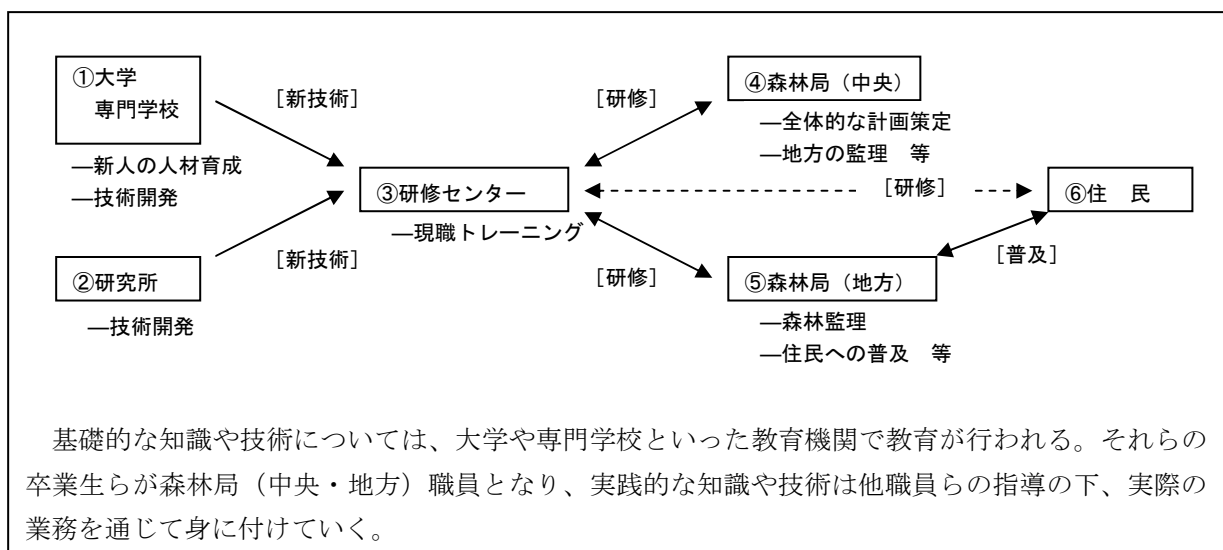 ①大学
専門学校
―新人の人材育成
―技術開発
[新技術]
②研究所
―技術開発
[新技術]
③研修センター
―現職トレーニング
[研修]
④森林局（中央）
―全体的な計画策定
―地方の監理　等
[研修]
[研修]
⑤森林局（地方）
―森林監理
―住民への普及　等
⑥住　民
[普及]
基礎的な知識や技術については、大学や専門学校といった教育機関で教育が行われる。それらの
卒業生らが森林局（中央・地方）職員となり、実践的な知識や技術は他職員らの指導の下、実際の
業務を通じて身に付けていく。